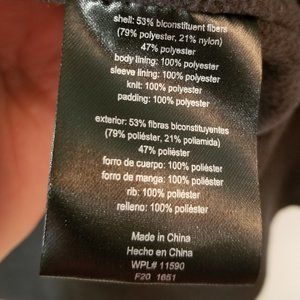 shell: 53% biconstituent fibers
(79% polyester, 21% nylon)
47% polyester
body lining: 100% polyester
sleeve lining: 100% polyester
knit: 100% polyester
padding: 100% polyester
exterior: 53% fibras biconstituyentes
(79% poliéster, 21% poliamida)
47% poliéster
forro de cuerpo: 100% poliéster
forro de manga: 100% poliéster
rib: 100% poliéster
relleno: 100% poliéster
Made in China
Hecho en China
WPL# 11590
F20 1651